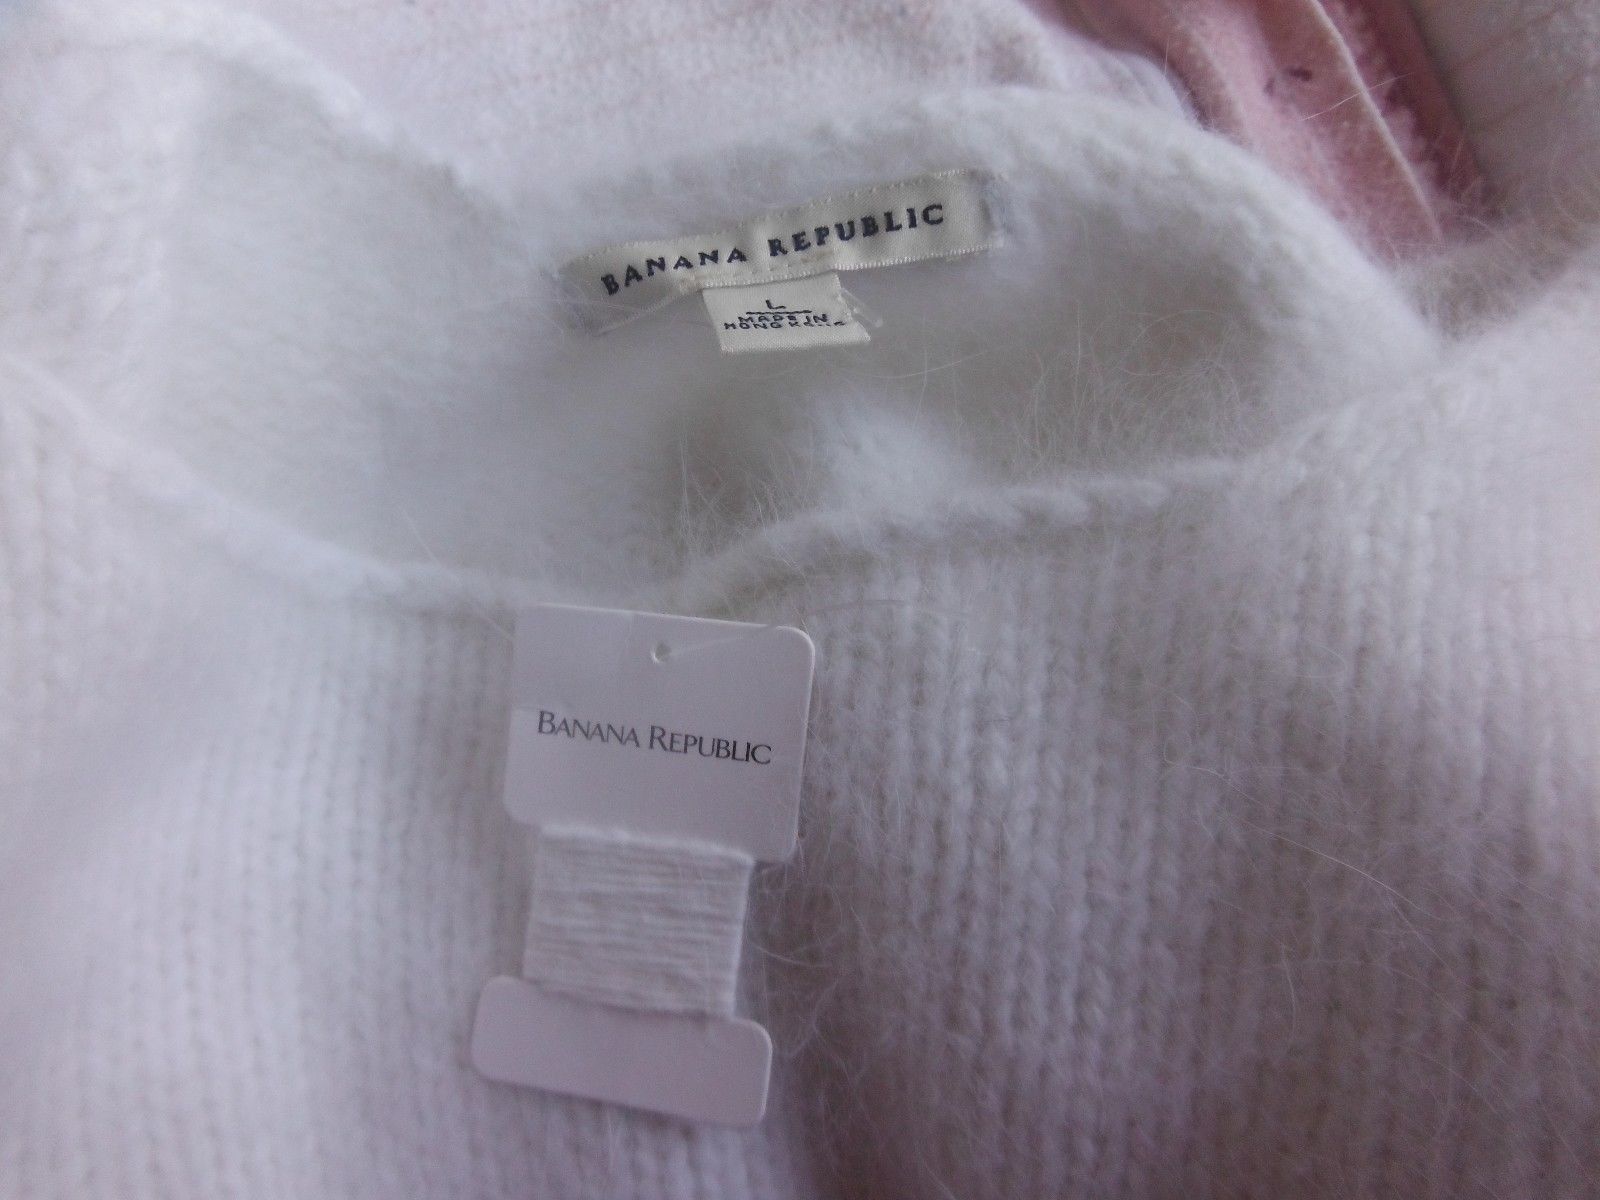 BANANA REPUBLIC
L
MADE IN
HONG KONG
BANANA REPUBLIC